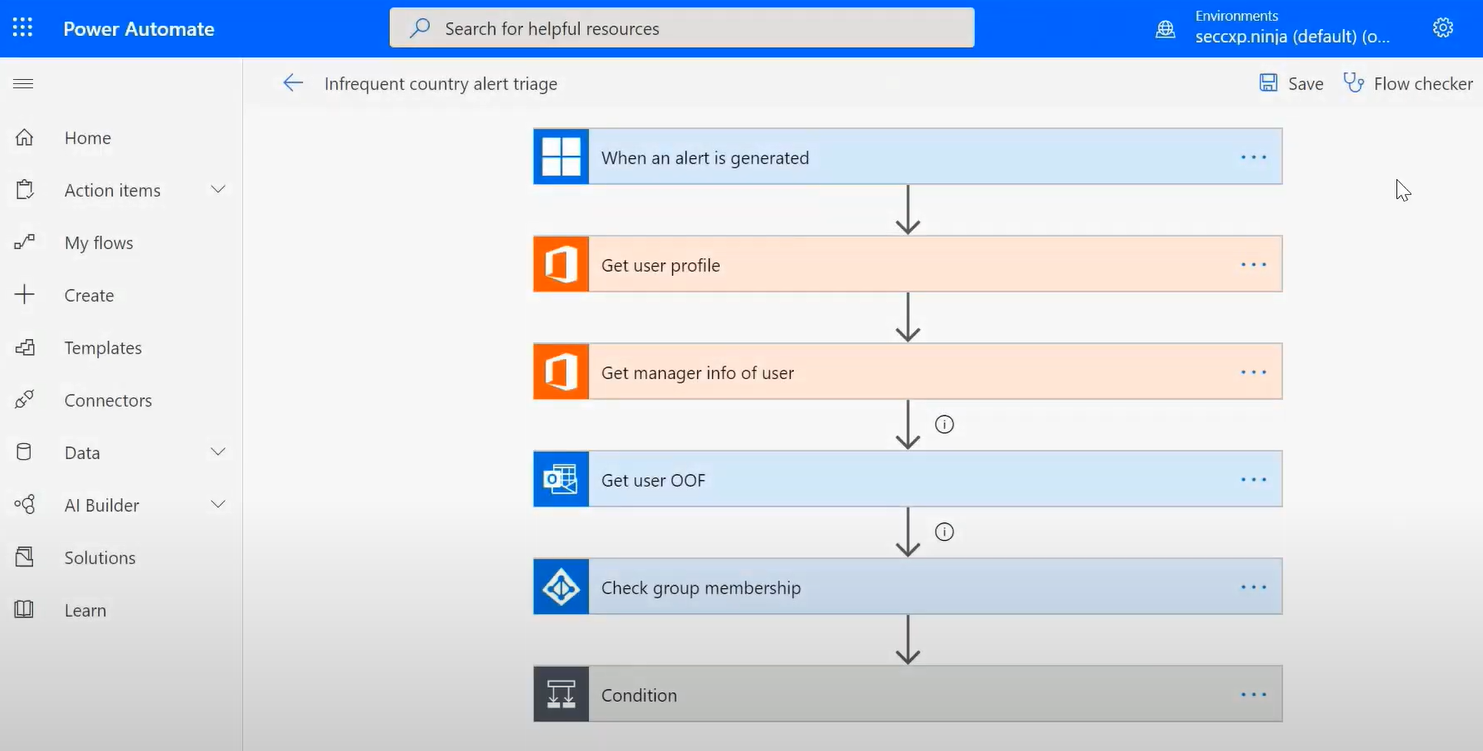 Power Automate
Search for helpful resources
Environments
seccxp.ninja (default) (o...
Infrequent country alert triage
Save
Flow checker
Home
Action items
My flows
Create
Templates
Connectors
Data
AI Builder
Solutions
Learn
When an alert is generated
Get user profile
Get manager info of user
Get user OOF
Check group membership
Condition